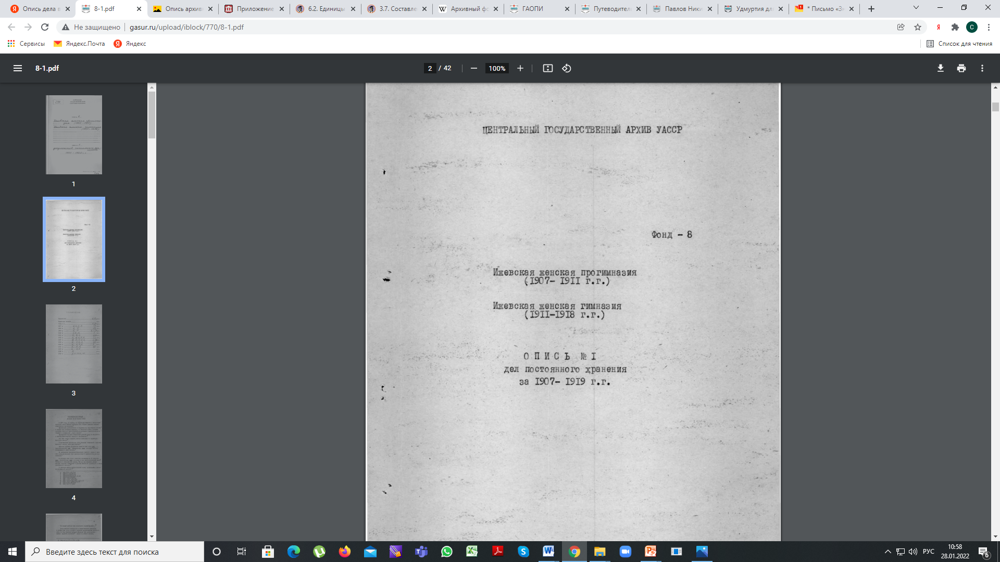 Опись дела в
8-1.pdf
Опись архив
Приложение
6.2. Единицы
3.7. Составле
Архивный фо
ГАОПИ
Путеводител
Павлов Ники
Удмуртия дл
* Письмо «Зн
Не защищено
gasur.ru/upload/iblock/770/8-1.pdf
Сервисы
Яндекс.Почта
Яндекс
Список для чтения
8-1.pdf
2 / 42
100%
1
2
3
4
ЦЕНТРАЛЬНЫЙ ГОСУДАРСТВЕННЫЙ АРХИВ УАССР
Фонд - 8
Ижевская женская прогимназия
(1907- 1911 г.г.)
Ижевская женская гимназия
(1911-1918 г.г.)
О П И С Ь № 1
дел постоянного хранения
за 1907- 1919 г.г.
Введите здесь текст для поиска
РУС
10:58
28.01.2022
6